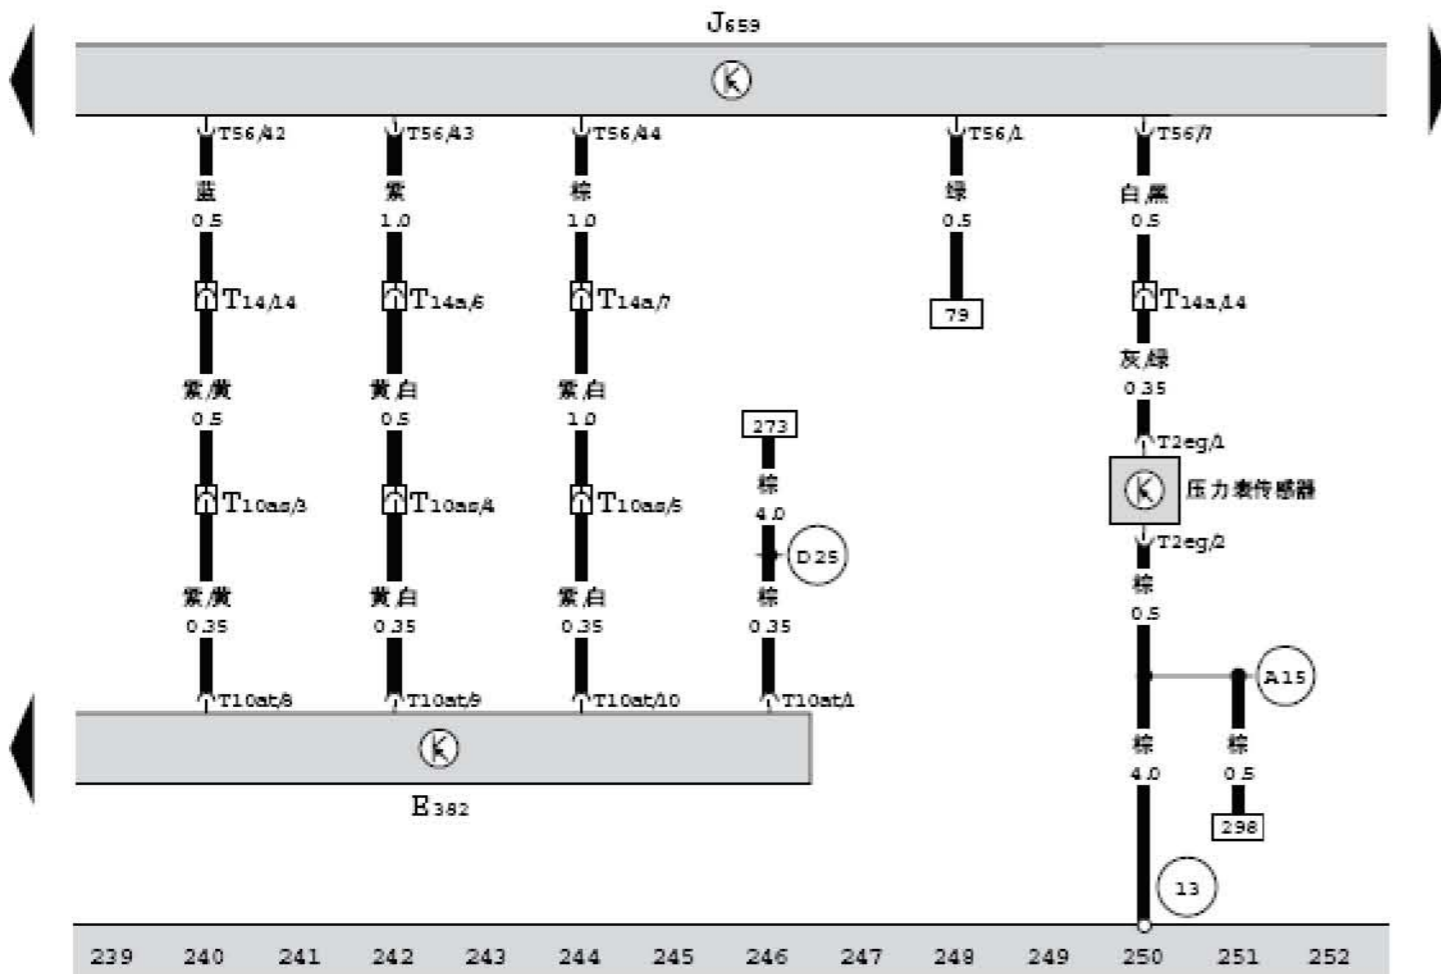 J659
T56/42 T56/43 T56/44 T56/1 T56/7
蓝 紫 棕 绿 白/黑
0.5 1.0 1.0 0.5 0.5
T14/14 T14a/6 T14a/7 79 T14a/14
灰/绿
紫/黄 黄/白 紫/白 0.35
0.5 0.5 1.0 273
T2eg/1
棕 压力表传感器
T10as/3 T10as/4 T10as/5
4.0
T2eg/2
D25
棕
紫/黄 黄/白 紫/白 棕
0.5
0.35 0.35 0.35 0.35
A15
T10at/8 T10at/9 T10at/10 T10at/1
棕 棕
4.0 0.5
E382
298
13
239 240 241 242 243 244 245 246 247 248 249 250 251 252